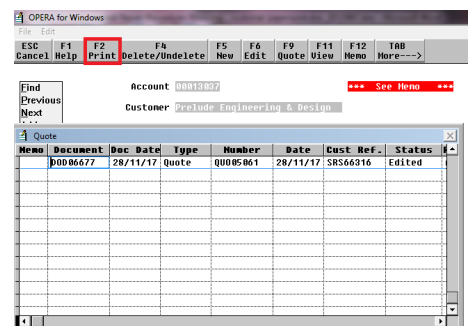 OPERA for Windows
File Edit
ESC F1 F2 F4 F5 F6 F9 F11 F12 TAB
Cancel Help Print Delete/Undelete New Edit Quote View Memo More--->
Find Account 00013037 *** See Memo ***
Previous
Customer Prelude Engineering & Design
Next
Quote
Memo Document Doc Date Type Number Date Cust Ref. Status
DOD06677 28/11/17 Quote QU005061 28/11/17 SRS66316 Edited